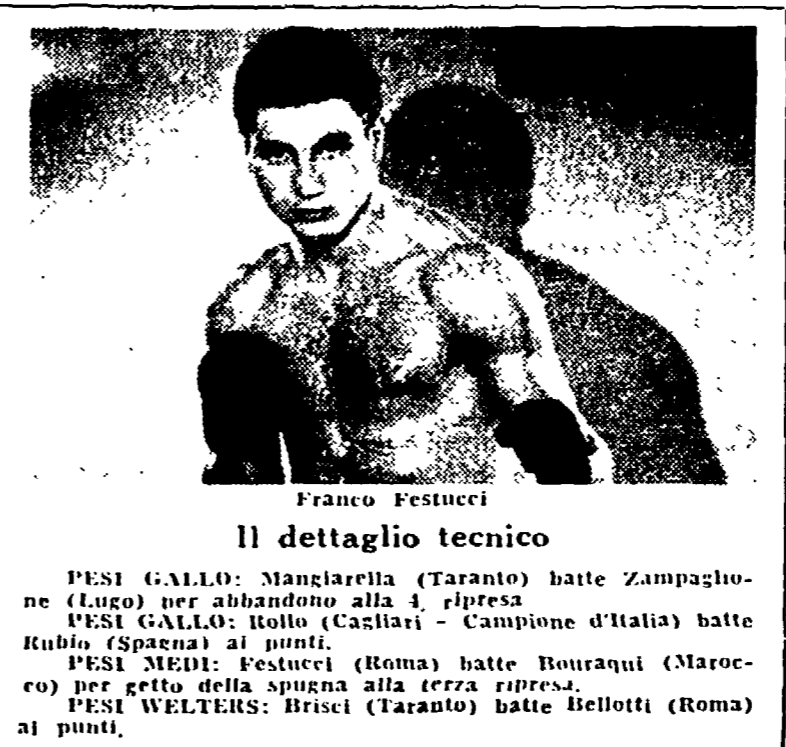 Franco Festucci
Il dettaglio tecnico
PESI GALLO: Mangiarella (Taranto) batte Zampaglio-
ne (Lugo) per abbandono alla 4. ripresa
PESI GALLO: Rollo (Cagliari - Campione d'Italia) batte
Rubio (Spagna) ai punti.
PESI MEDI: Festucci (Roma) batte Bouraqui (Maroc-
co) per getto della spugna alla terza ripresa.
PESI WELTERS: Brisci (Taranto) batte Bellotti (Roma)
ai punti.